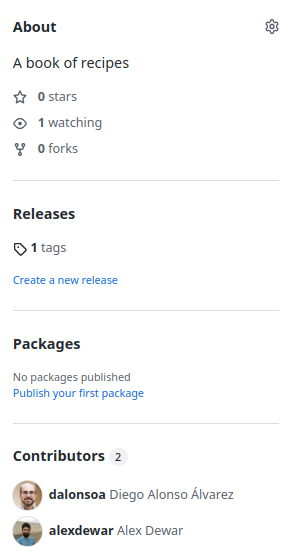 About
A book of recipes
0 stars
1 watching
0 forks
Releases
1 tags
Create a new release
Packages
No packages published
Publish your first package
Contributors 2
dalonsoa Diego Alonso Álvarez
alexdewar Alex Dewar